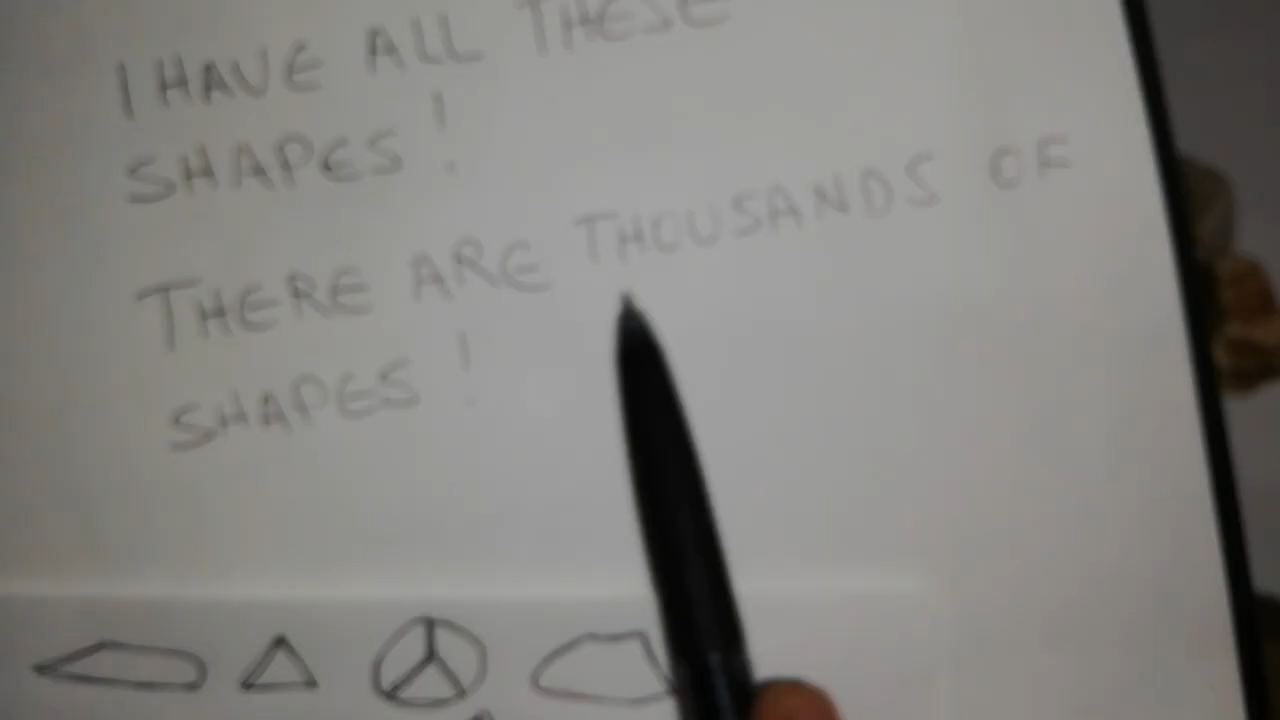 I HAVE ALL THESE
SHAPES!
THERE ARE THOUSANDS OF
SHAPES!